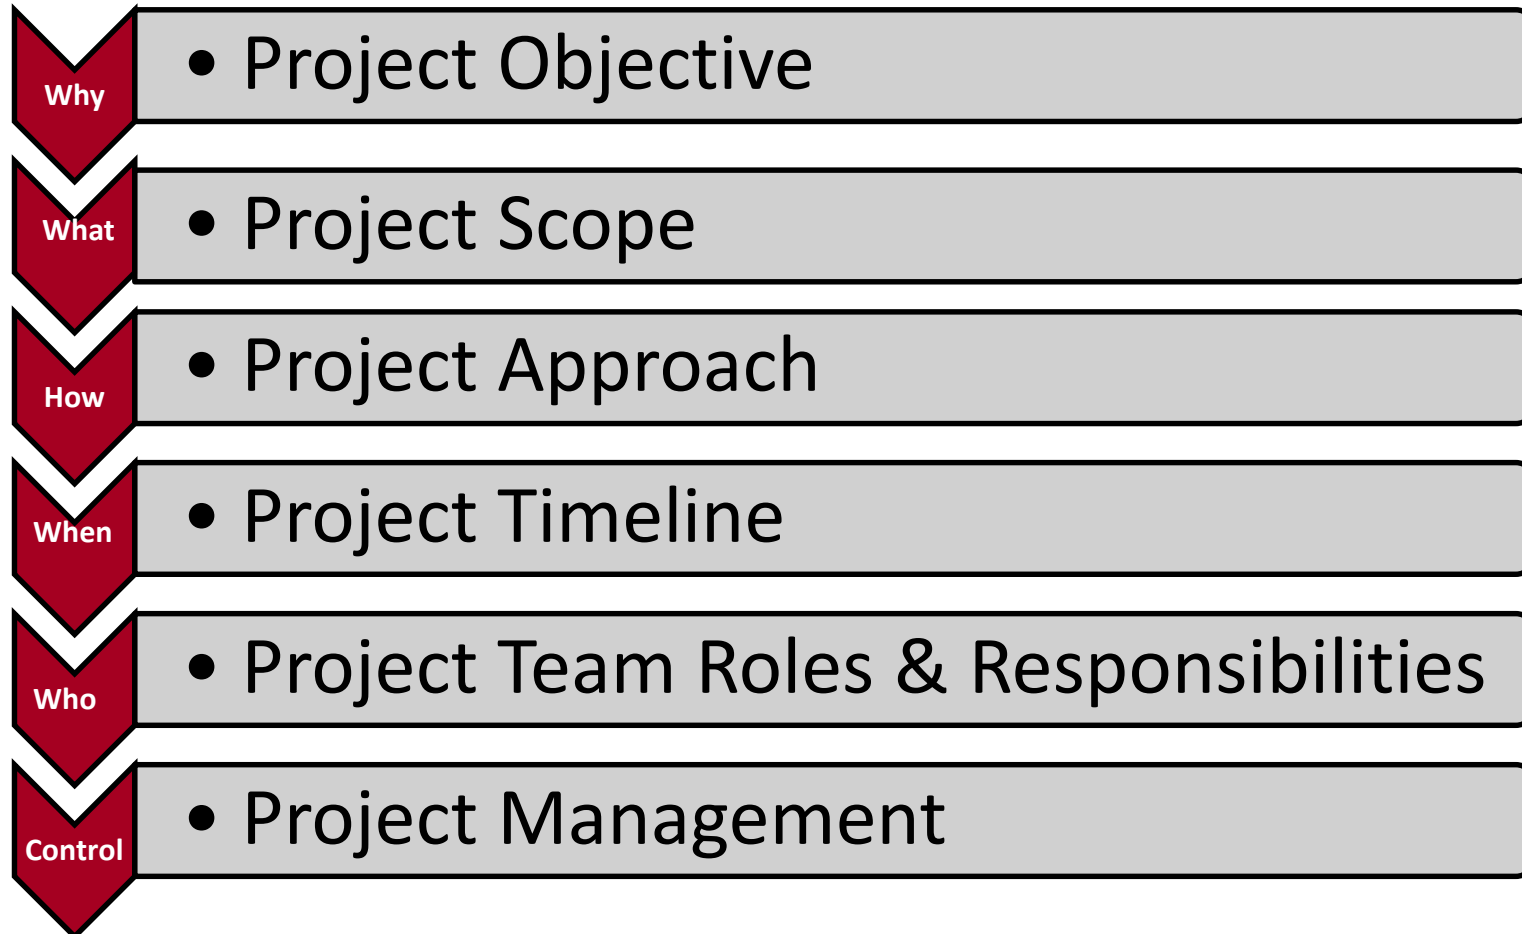 Why
• Project Objective
What
• Project Scope
How
• Project Approach
When
• Project Timeline
Who
• Project Team Roles & Responsibilities
Control
• Project Management